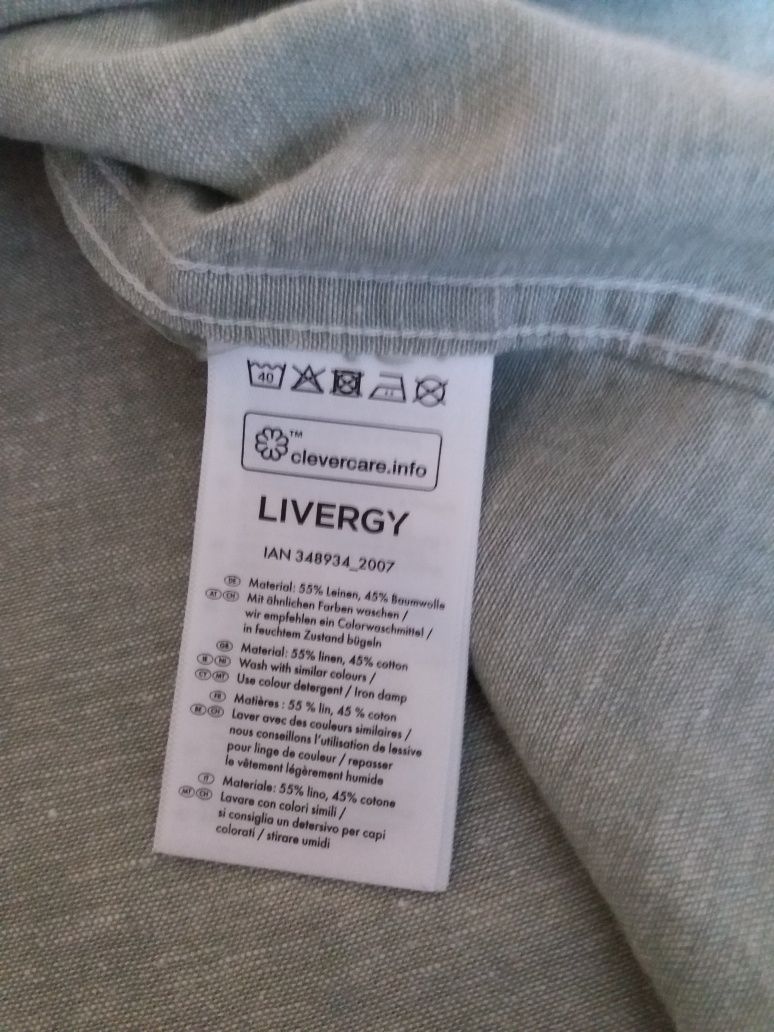 40
™
clevercare.info
LIVERGY
IAN 348934_2007
DE Material: 55% Leinen, 45% Baumwolle
AT CH Mit ähnlichen Farben waschen /
wir empfehlen ein Colorwaschmittel /
in feuchtem Zustand bügeln
GB Material: 55% linen, 45% cotton
IE NI Wash with similar colours /
CY MT Use colour detergent / Iron damp
FR Matières : 55 % lin, 45 % coton
BE CH Laver avec des couleurs similaires /
nous conseillons l'utilisation de lessive
pour linge de couleur / repasser
le vêtement légèrement humide
IT Materiale: 55% lino, 45% cotone
MT CH Lavare con colori simili /
si consiglia un detersivo per capi
colorati / stirare umidi